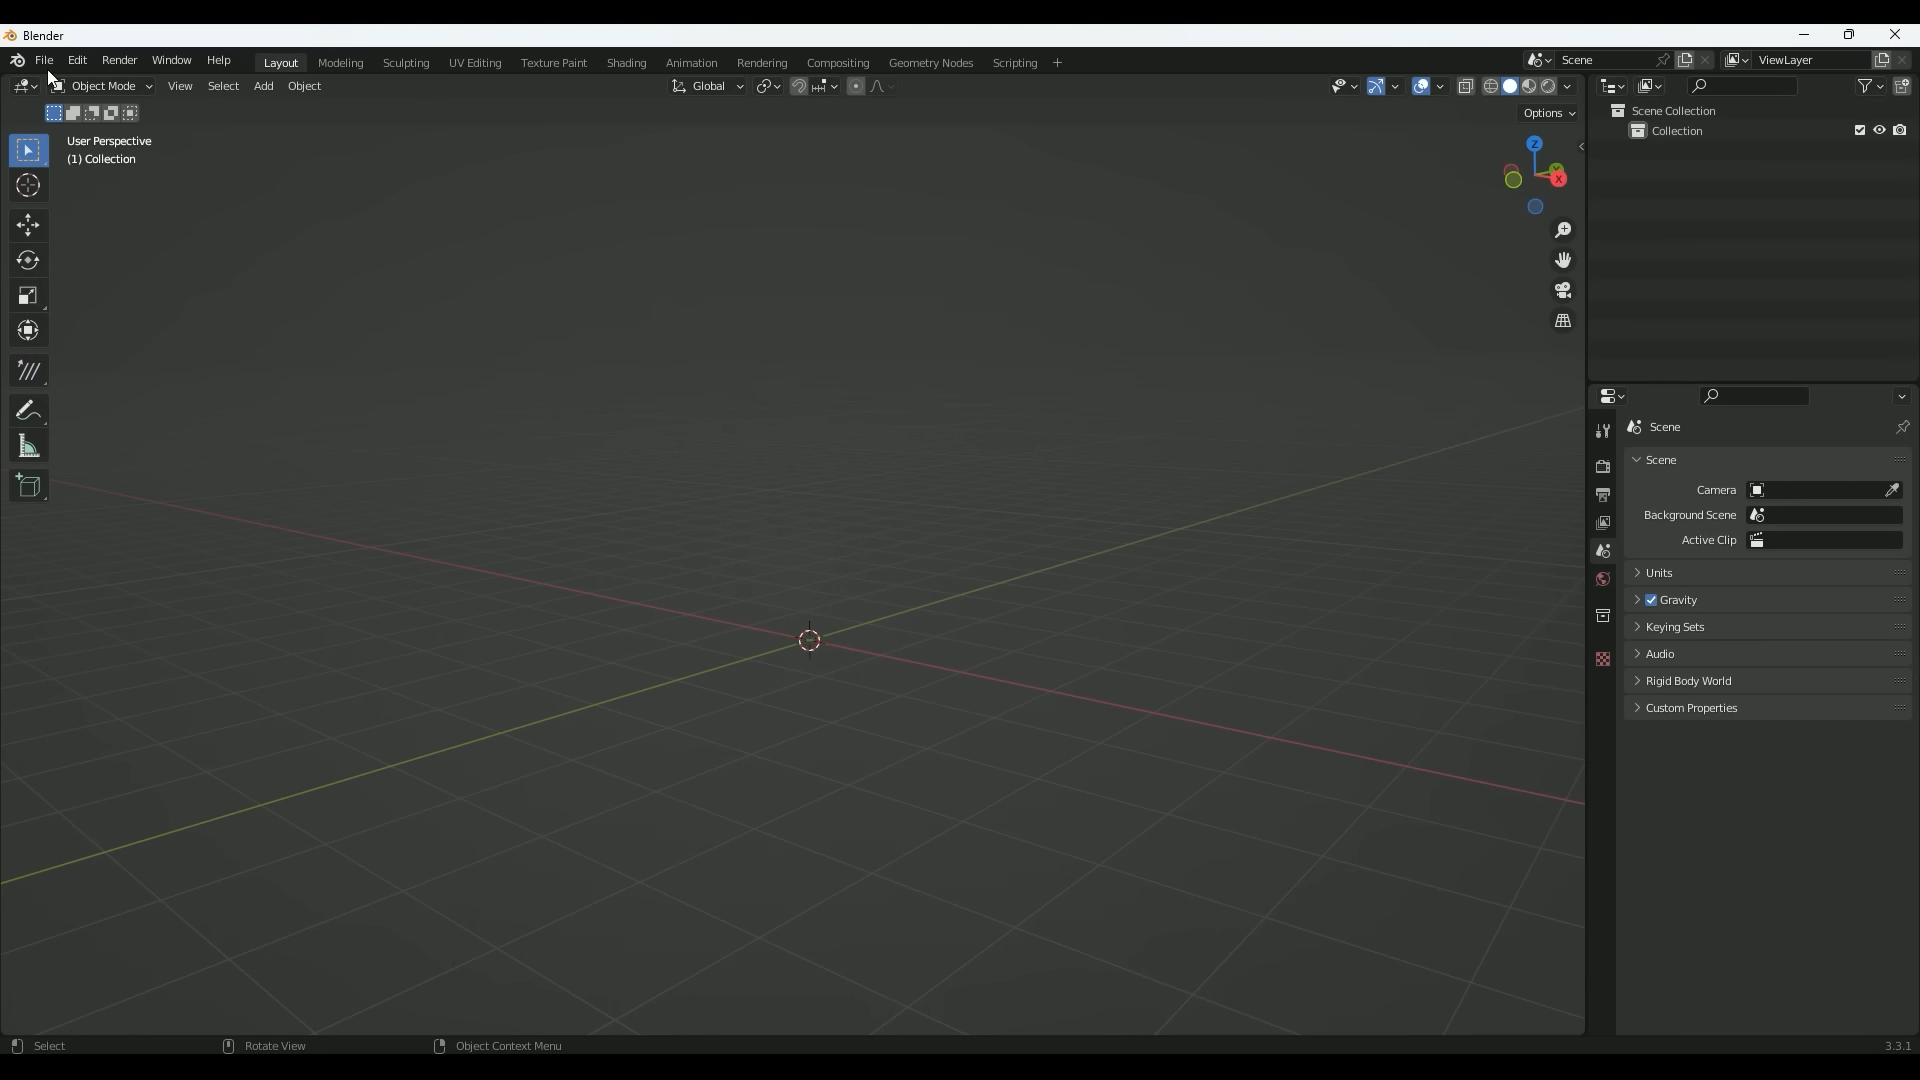 Blender
File Edit Render Window Help Layout Modeling Sculpting UV Editing Texture Paint Shading Animation Rendering Compositing Geometry Nodes Scripting + Scene ViewLayer
Object Mode View Select Add Object Global
Options
User Perspective
(1) Collection
Z
Y
X
Scene Collection
Collection
Scene
Scene
Camera
Background Scene
Active Clip
Units
Gravity
Keying Sets
Audio
Rigid Body World
Custom Properties
Select Rotate View Object Context Menu 3.3.1